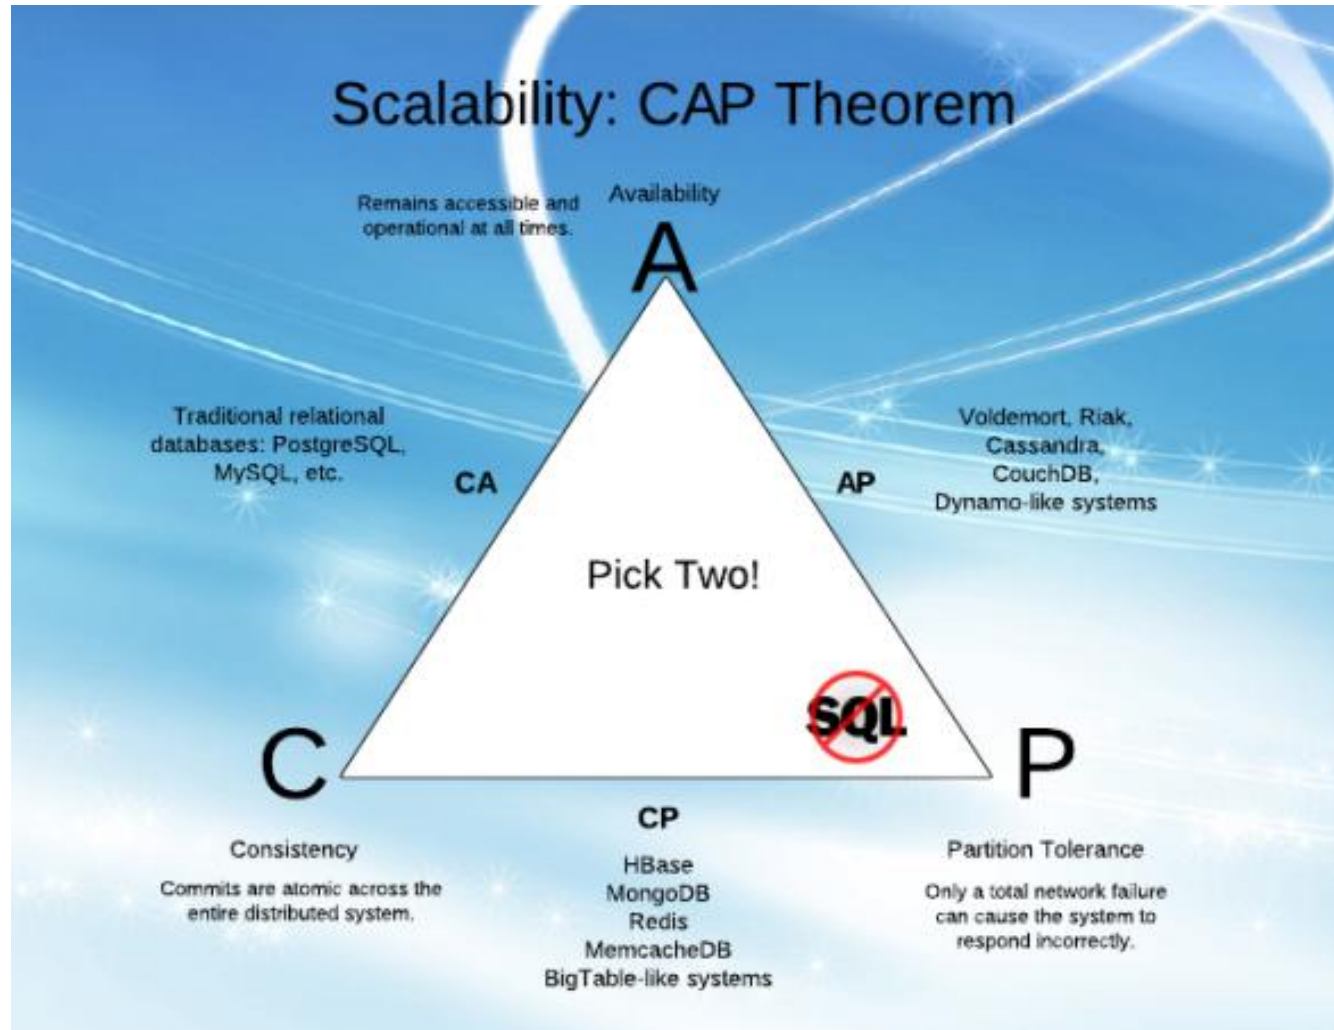 Scalability: CAP Theorem
Availability
Remains accessible and
operational at all times.
A
Traditional relational
databases: PostgreSQL,
MySQL, etc.
CA
AP
Voldemort, Riak,
Cassandra,
CouchDB,
Dynamo-like systems
Pick Two!
SQL
C
P
CP
Consistency
Commits are atomic across the
entire distributed system.
HBase
MongoDB
Redis
MemcacheDB
BigTable-like systems
Partition Tolerance
Only a total network failure
can cause the system to
respond incorrectly.